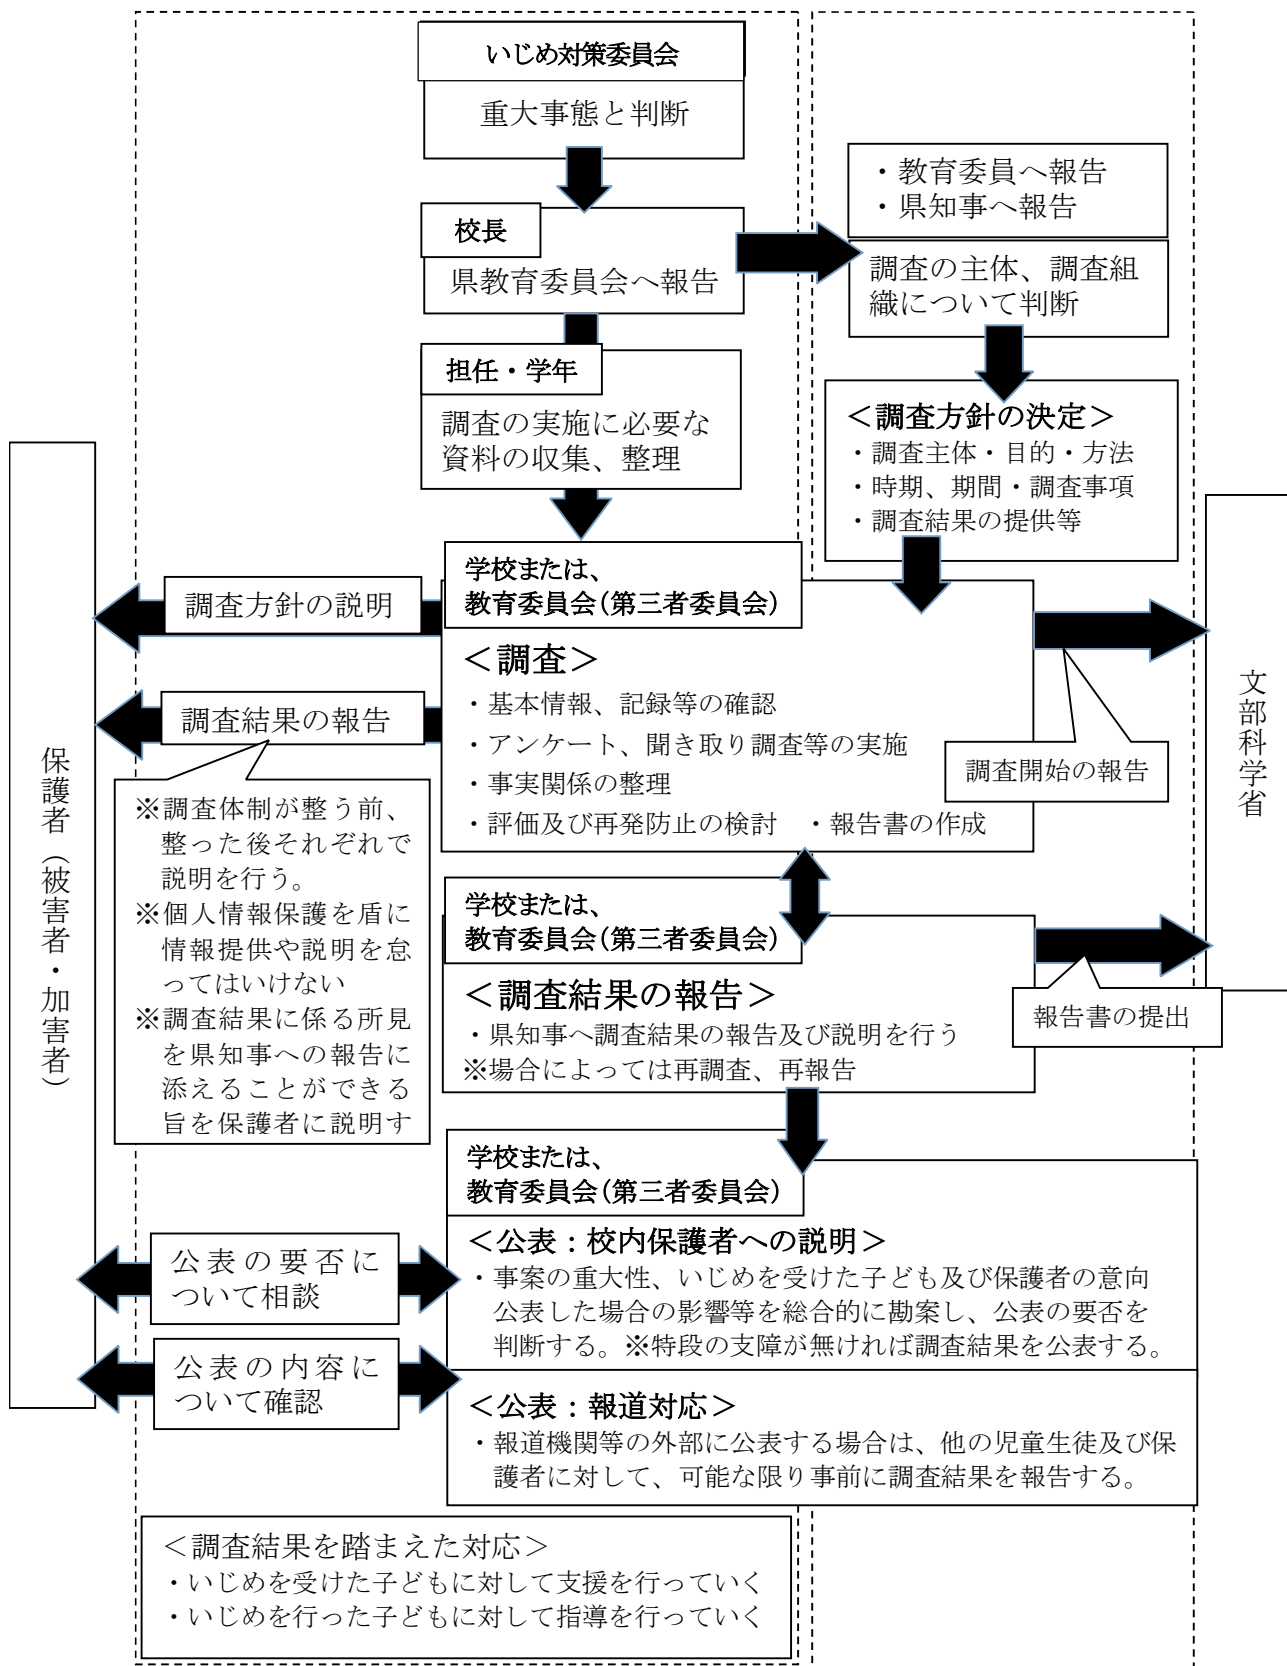 いじめ対策委員会
重大事態と判断
・教育委員へ報告
・県知事へ報告
校長
県教育委員会へ報告
調査の主体、調査組
織について判断
担任・学年
調査の実施に必要な
資料の収集、整理
＜調査方針の決定＞
・調査主体・目的・方法
・時期、期間・調査事項
・調査結果の提供等
学校または、
教育委員会（第三者委員会）
調査方針の説明
＜調査＞
・基本情報、記録等の確認
・アンケート、聞き取り調査等の実施
・事実関係の整理
・評価及び再発防止の検討　・報告書の作成
調査結果の報告
調査開始の報告
文部科学省
保護者（被害者・加害者）
※調査体制が整う前、
整った後それぞれで
説明を行う。
※個人情報保護を盾に
情報提供や説明を怠
ってはいけない
※調査結果に係る所見
を県知事への報告に
添えることができる
旨を保護者に説明す
学校または、
教育委員会（第三者委員会）
＜調査結果の報告＞
・県知事へ調査結果の報告及び説明を行う
※場合によっては再調査、再報告
報告書の提出
学校または、
教育委員会（第三者委員会）
＜公表：校内保護者への説明＞
・事案の重大性、いじめを受けた子ども及び保護者の意向
公表した場合の影響等を総合的に勘案し、公表の要否を
判断する。※特段の支障が無ければ調査結果を公表する。
公表の要否に
ついて相談
公表の内容に
ついて確認
＜公表：報道対応＞
・報道機関等の外部に公表する場合は、他の児童生徒及び保
護者に対して、可能な限り事前に調査結果を報告する。
＜調査結果を踏まえた対応＞
・いじめを受けた子どもに対して支援を行っていく
・いじめを行った子どもに対して指導を行っていく